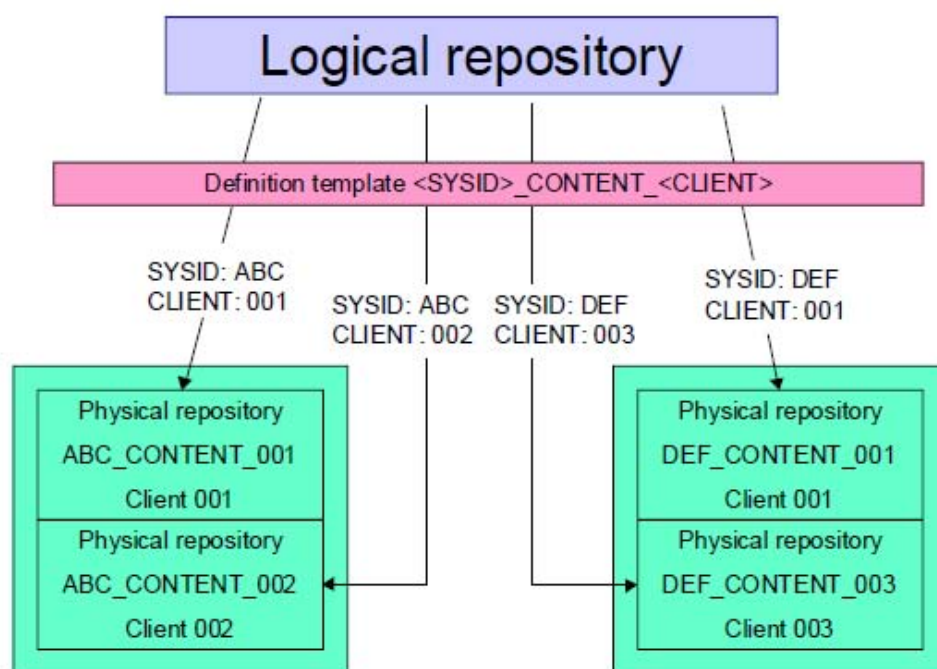 Logical repository
Definition template <SYSID>_CONTENT_<CLIENT>
SYSID: ABC
CLIENT: 001
SYSID: ABC
CLIENT: 002
SYSID: DEF
CLIENT: 003
SYSID: DEF
CLIENT: 001
Physical repository
ABC_CONTENT_001
Client 001
Physical repository
ABC_CONTENT_002
Client 002
Physical repository
DEF_CONTENT_001
Client 001
Physical repository
DEF_CONTENT_003
Client 003